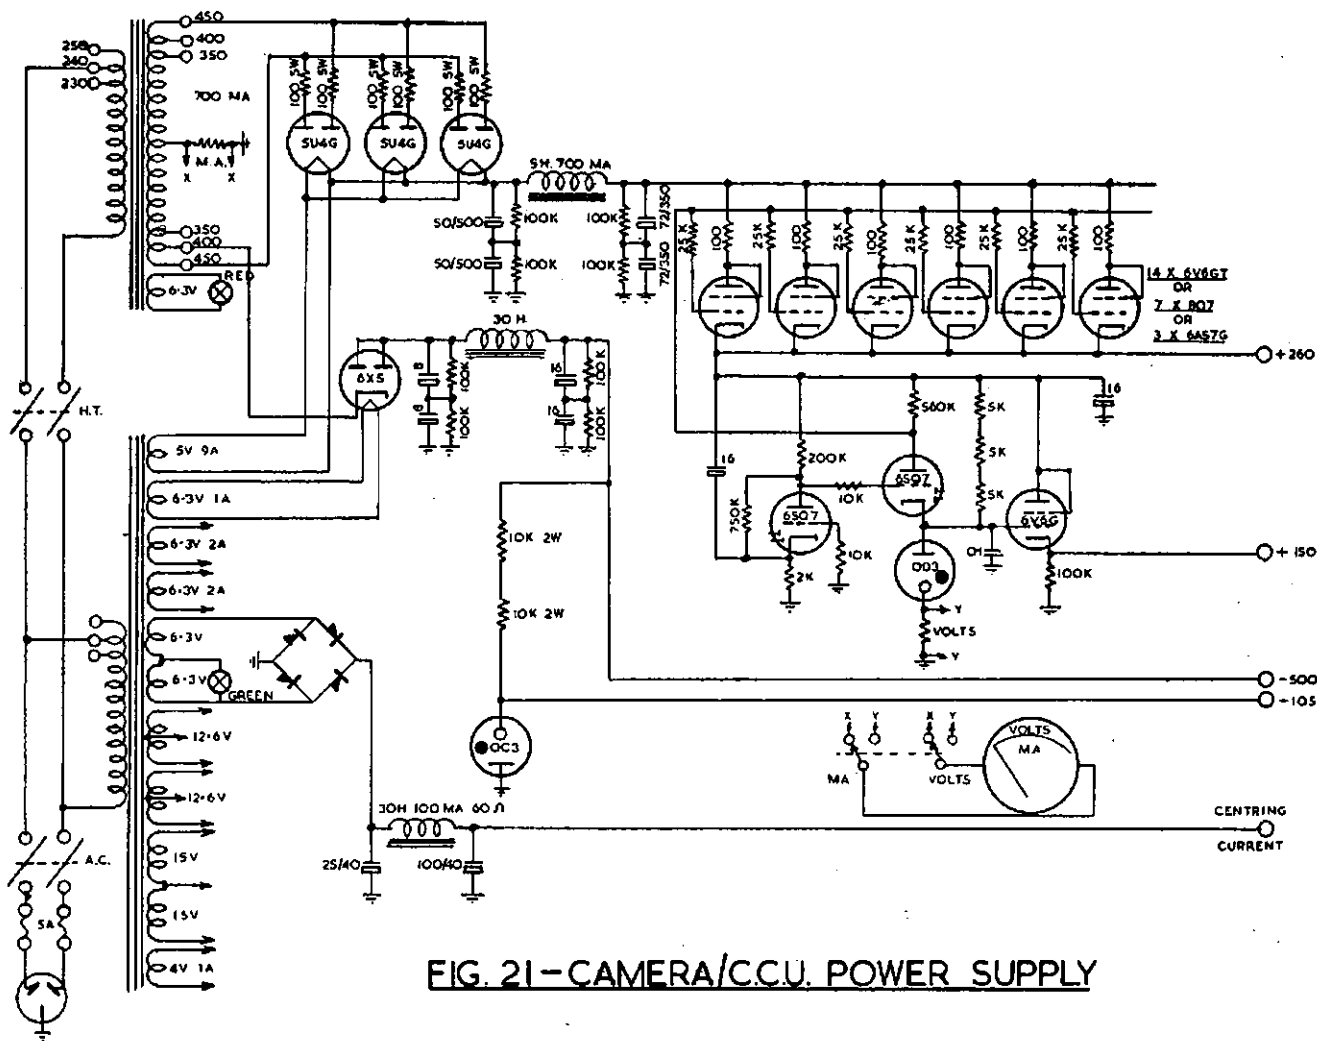 450
400
350
250
240
230
700 MA
M.A.
X X
350
400
450
RED
6·3V
100 5W
100 5W
100 5W
100 5W
100 5W
100 5W
5U4G
5U4G
5U4G
5H. 700 MA
50/500
100K
50/500
100K
100K
72/350
100K
72/350
25K
100
25K
100
25K
100
25K
100
25K
100
25K
100
14 X 6V6GT
OR
7 X 807
OR
3 X 6AS7G
+260
30 H
6X5
8
100K
8
100K
16
100K
16
100K
H.T.
5V 9A
6·3V 1A
6·3V 2A
6·3V 2A
6·3V
6·3V
GREEN
12·6V
12·6V
15V
15V
4V 1A
A.C.
5A
10K 2W
10K 2W
OC3
30H 100 MA 60 Ω
25/40
100/40
16
200K
750K
6SQ7
2K
10K
10K
560K
6SQ7
5K
5K
5K
16
6V6G
·01
OD3
100K
+150
Y
VOLTS
Y
-500
-105
X Y X Y
MA
VOLTS
VOLTS
MA
CENTRING
CURRENT
FIG. 21-CAMERA/C.C.U. POWER SUPPLY